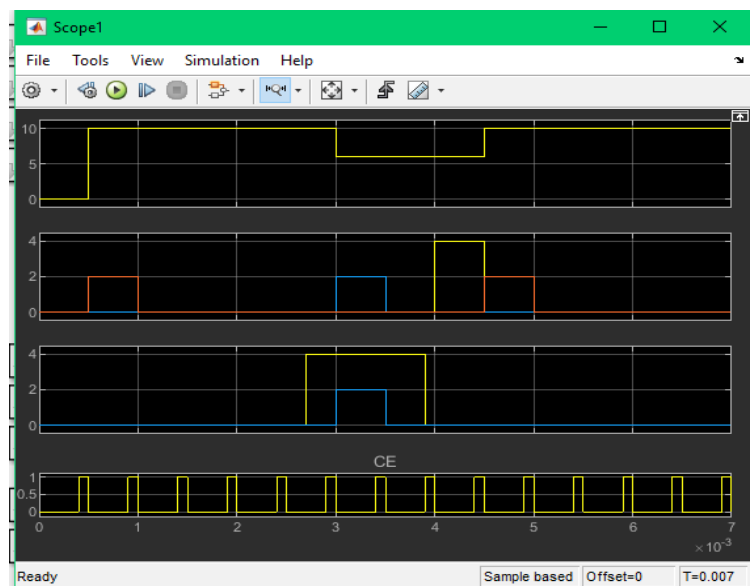 Scope1
File Tools View Simulation Help
10
5
0
4
2
0
4
2
0
CE
1
0.5
0
0 1 2 3 4 5 6 7
×10⁻³
Ready Sample based Offset=0 T=0.007